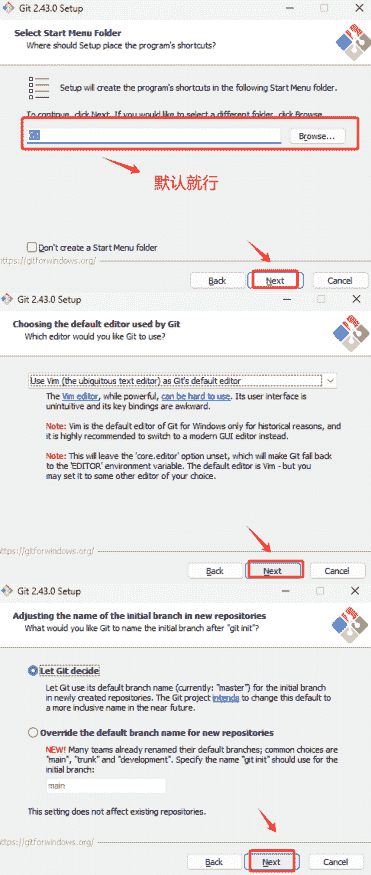 Git 2.43.0 Setup
Select Start Menu Folder
Where should Setup place the program's shortcuts?
Setup will create the program's shortcuts in the following Start Menu folder.
To continue, click Next. If you would like to select a different folder, click Browse.
Git
Browse...
默认就行
Don't create a Start Menu folder
https://gitforwindows.org/
Back Next Cancel
Git 2.43.0 Setup
Choosing the default editor used by Git
Which editor would you like Git to use?
Use Vim (the ubiquitous text editor) as Git's default editor
The Vim editor, while powerful, can be hard to use. Its user interface is
unintuitive and its key bindings are awkward.
Note: Vim is the default editor of Git for Windows only for historical reasons, and
it is highly recommended to switch to a modern GUI editor instead.
Note: This will leave the 'core.editor' option unset, which will make Git fall back
to the 'EDITOR' environment variable. The default editor is Vim - but you
may set it to some other editor of your choice.
https://gitforwindows.org/
Back Next Cancel
Git 2.43.0 Setup
Adjusting the name of the initial branch in new repositories
What would you like Git to name the initial branch after "git init"?
Let Git decide
Let Git use its default branch name (currently: "master") for the initial branch
in newly created repositories. The Git project intends to change this default to
a more inclusive name in the near future.
Override the default branch name for new repositories
NEW! Many teams already renamed their default branches; common choices are
"main", "trunk" and "development". Specify the name "git init" should use for the
initial branch:
main
This setting does not affect existing repositories.
https://gitforwindows.org/
Back Next Cancel